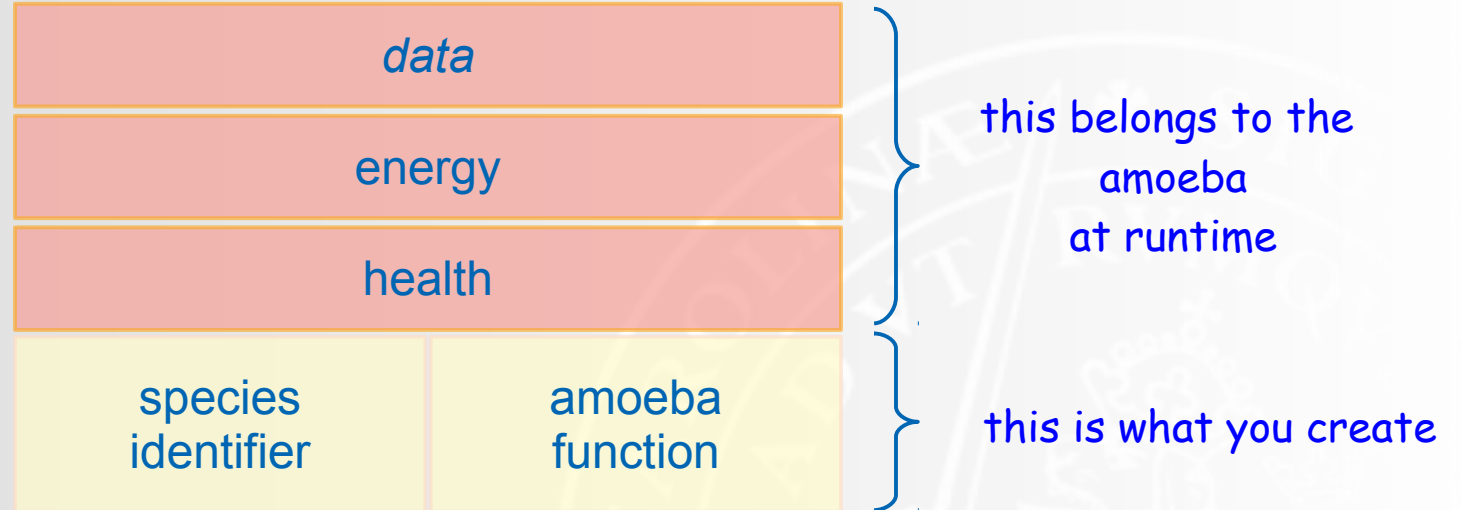 data
energy
health
species
identifier
amoeba
function
this belongs to the
amoeba
at runtime
this is what you create